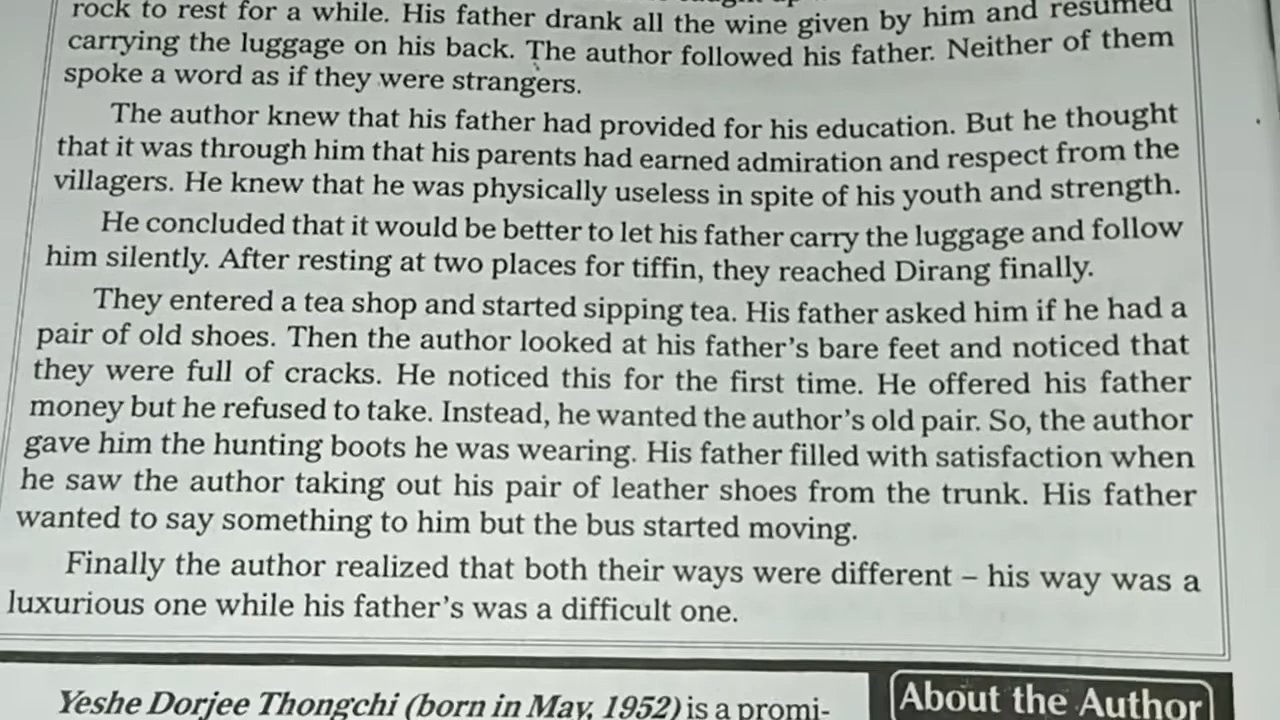 rock to rest for a while. His father drank all the wine given by him and resumed
carrying the luggage on his back. The author followed his father. Neither of them
spoke a word as if they were strangers.
The author knew that his father had provided for his education. But he thought
that it was through him that his parents had earned admiration and respect from the
villagers. He knew that he was physically useless in spite of his youth and strength.
He concluded that it would be better to let his father carry the luggage and follow
him silently. After resting at two places for tiffin, they reached Dirang finally.
They entered a tea shop and started sipping tea. His father asked him if he had a
pair of old shoes. Then the author looked at his father's bare feet and noticed that
they were full of cracks. He noticed this for the first time. He offered his father
money but he refused to take. Instead, he wanted the author's old pair. So, the author
gave him the hunting boots he was wearing. His father filled with satisfaction when
he saw the author taking out his pair of leather shoes from the trunk. His father
wanted to say something to him but the bus started moving.
Finally the author realized that both their ways were different – his way was a
luxurious one while his father's was a difficult one.
About the Author
Yeshe Dorjee Thongchi (born in May, 1952) is a promi-